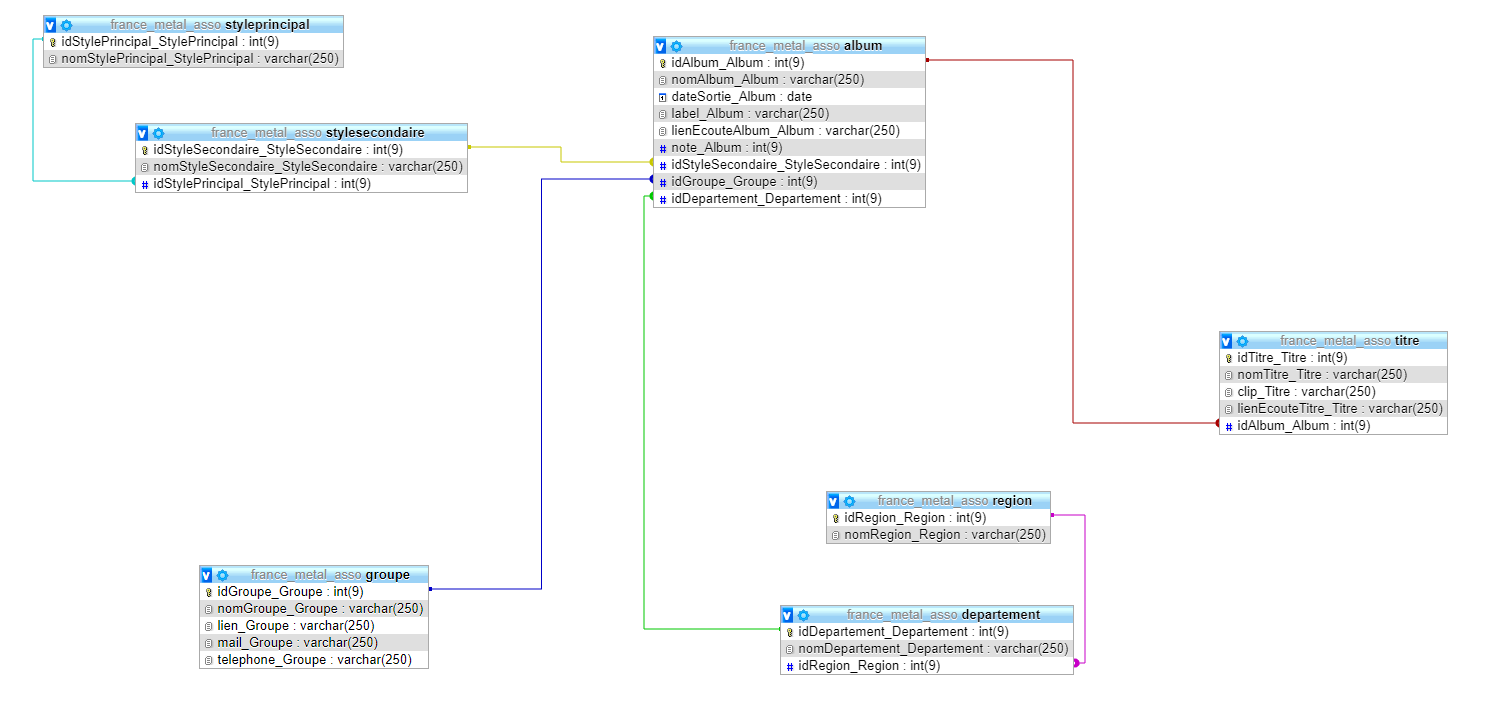 france_metal_asso styleprincipal
idStylePrincipal_StylePrincipal : int(9)
nomStylePrincipal_StylePrincipal : varchar(250)
france_metal_asso stylesecondaire
idStyleSecondaire_StyleSecondaire : int(9)
nomStyleSecondaire_StyleSecondaire : varchar(250)
idStylePrincipal_StylePrincipal : int(9)
france_metal_asso album
idAlbum_Album : int(9)
nomAlbum_Album : varchar(250)
dateSortie_Album : date
label_Album : varchar(250)
lienEcouteAlbum_Album : varchar(250)
note_Album : int(9)
idStyleSecondaire_StyleSecondaire : int(9)
idGroupe_Groupe : int(9)
idDepartement_Departement : int(9)
france_metal_asso titre
idTitre_Titre : int(9)
nomTitre_Titre : varchar(250)
clip_Titre : varchar(250)
lienEcouteTitre_Titre : varchar(250)
idAlbum_Album : int(9)
france_metal_asso region
idRegion_Region : int(9)
nomRegion_Region : varchar(250)
france_metal_asso groupe
idGroupe_Groupe : int(9)
nomGroupe_Groupe : varchar(250)
lien_Groupe : varchar(250)
mail_Groupe : varchar(250)
telephone_Groupe : varchar(250)
france_metal_asso departement
idDepartement_Departement : int(9)
nomDepartement_Departement : varchar(250)
idRegion_Region : int(9)